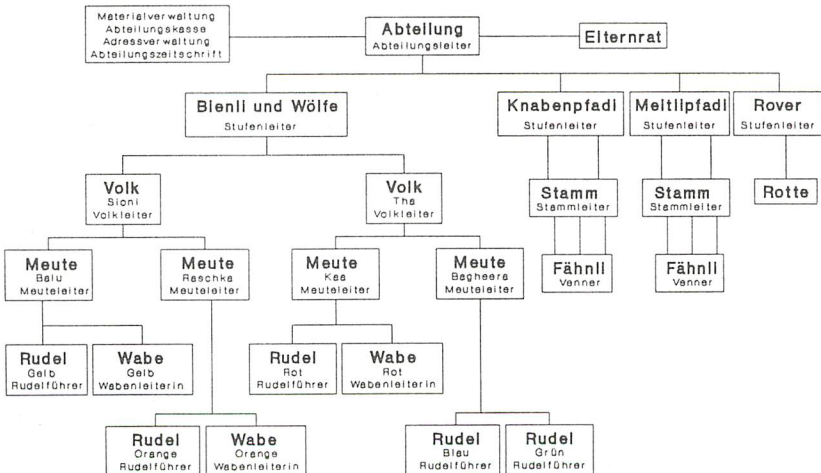 Materialverwaltung
Abteilungskasse
Adressverwaltung
Abteilungszeitschrift
Abteilung
Abteilungsleiter
Elternrat
Bienli und Wölfe
Stufenleiter
Knabenpfadi
Stufenleiter
Meitlipfadi
Stufenleiter
Rover
Stufenleiter
Volk
Sioni
Volkleiter
Volk
Tha
Volkleiter
Stamm
Stammleiter
Stamm
Stammleiter
Rotte
Meute
Balu
Meuteleiter
Meute
Raschka
Meuteleiter
Meute
Kaa
Meuteleiter
Meute
Bagheera
Meuteleiter
Fähnli
Venner
Fähnli
Venner
Rudel
Gelb
Rudelführer
Wabe
Gelb
Wabenleiterin
Rudel
Rot
Rudelführer
Wabe
Rot
Wabenleiterin
Rudel
Orange
Rudelführer
Wabe
Orange
Wabenleiterin
Rudel
Blau
Rudelführer
Rudel
Grün
Rudelführer